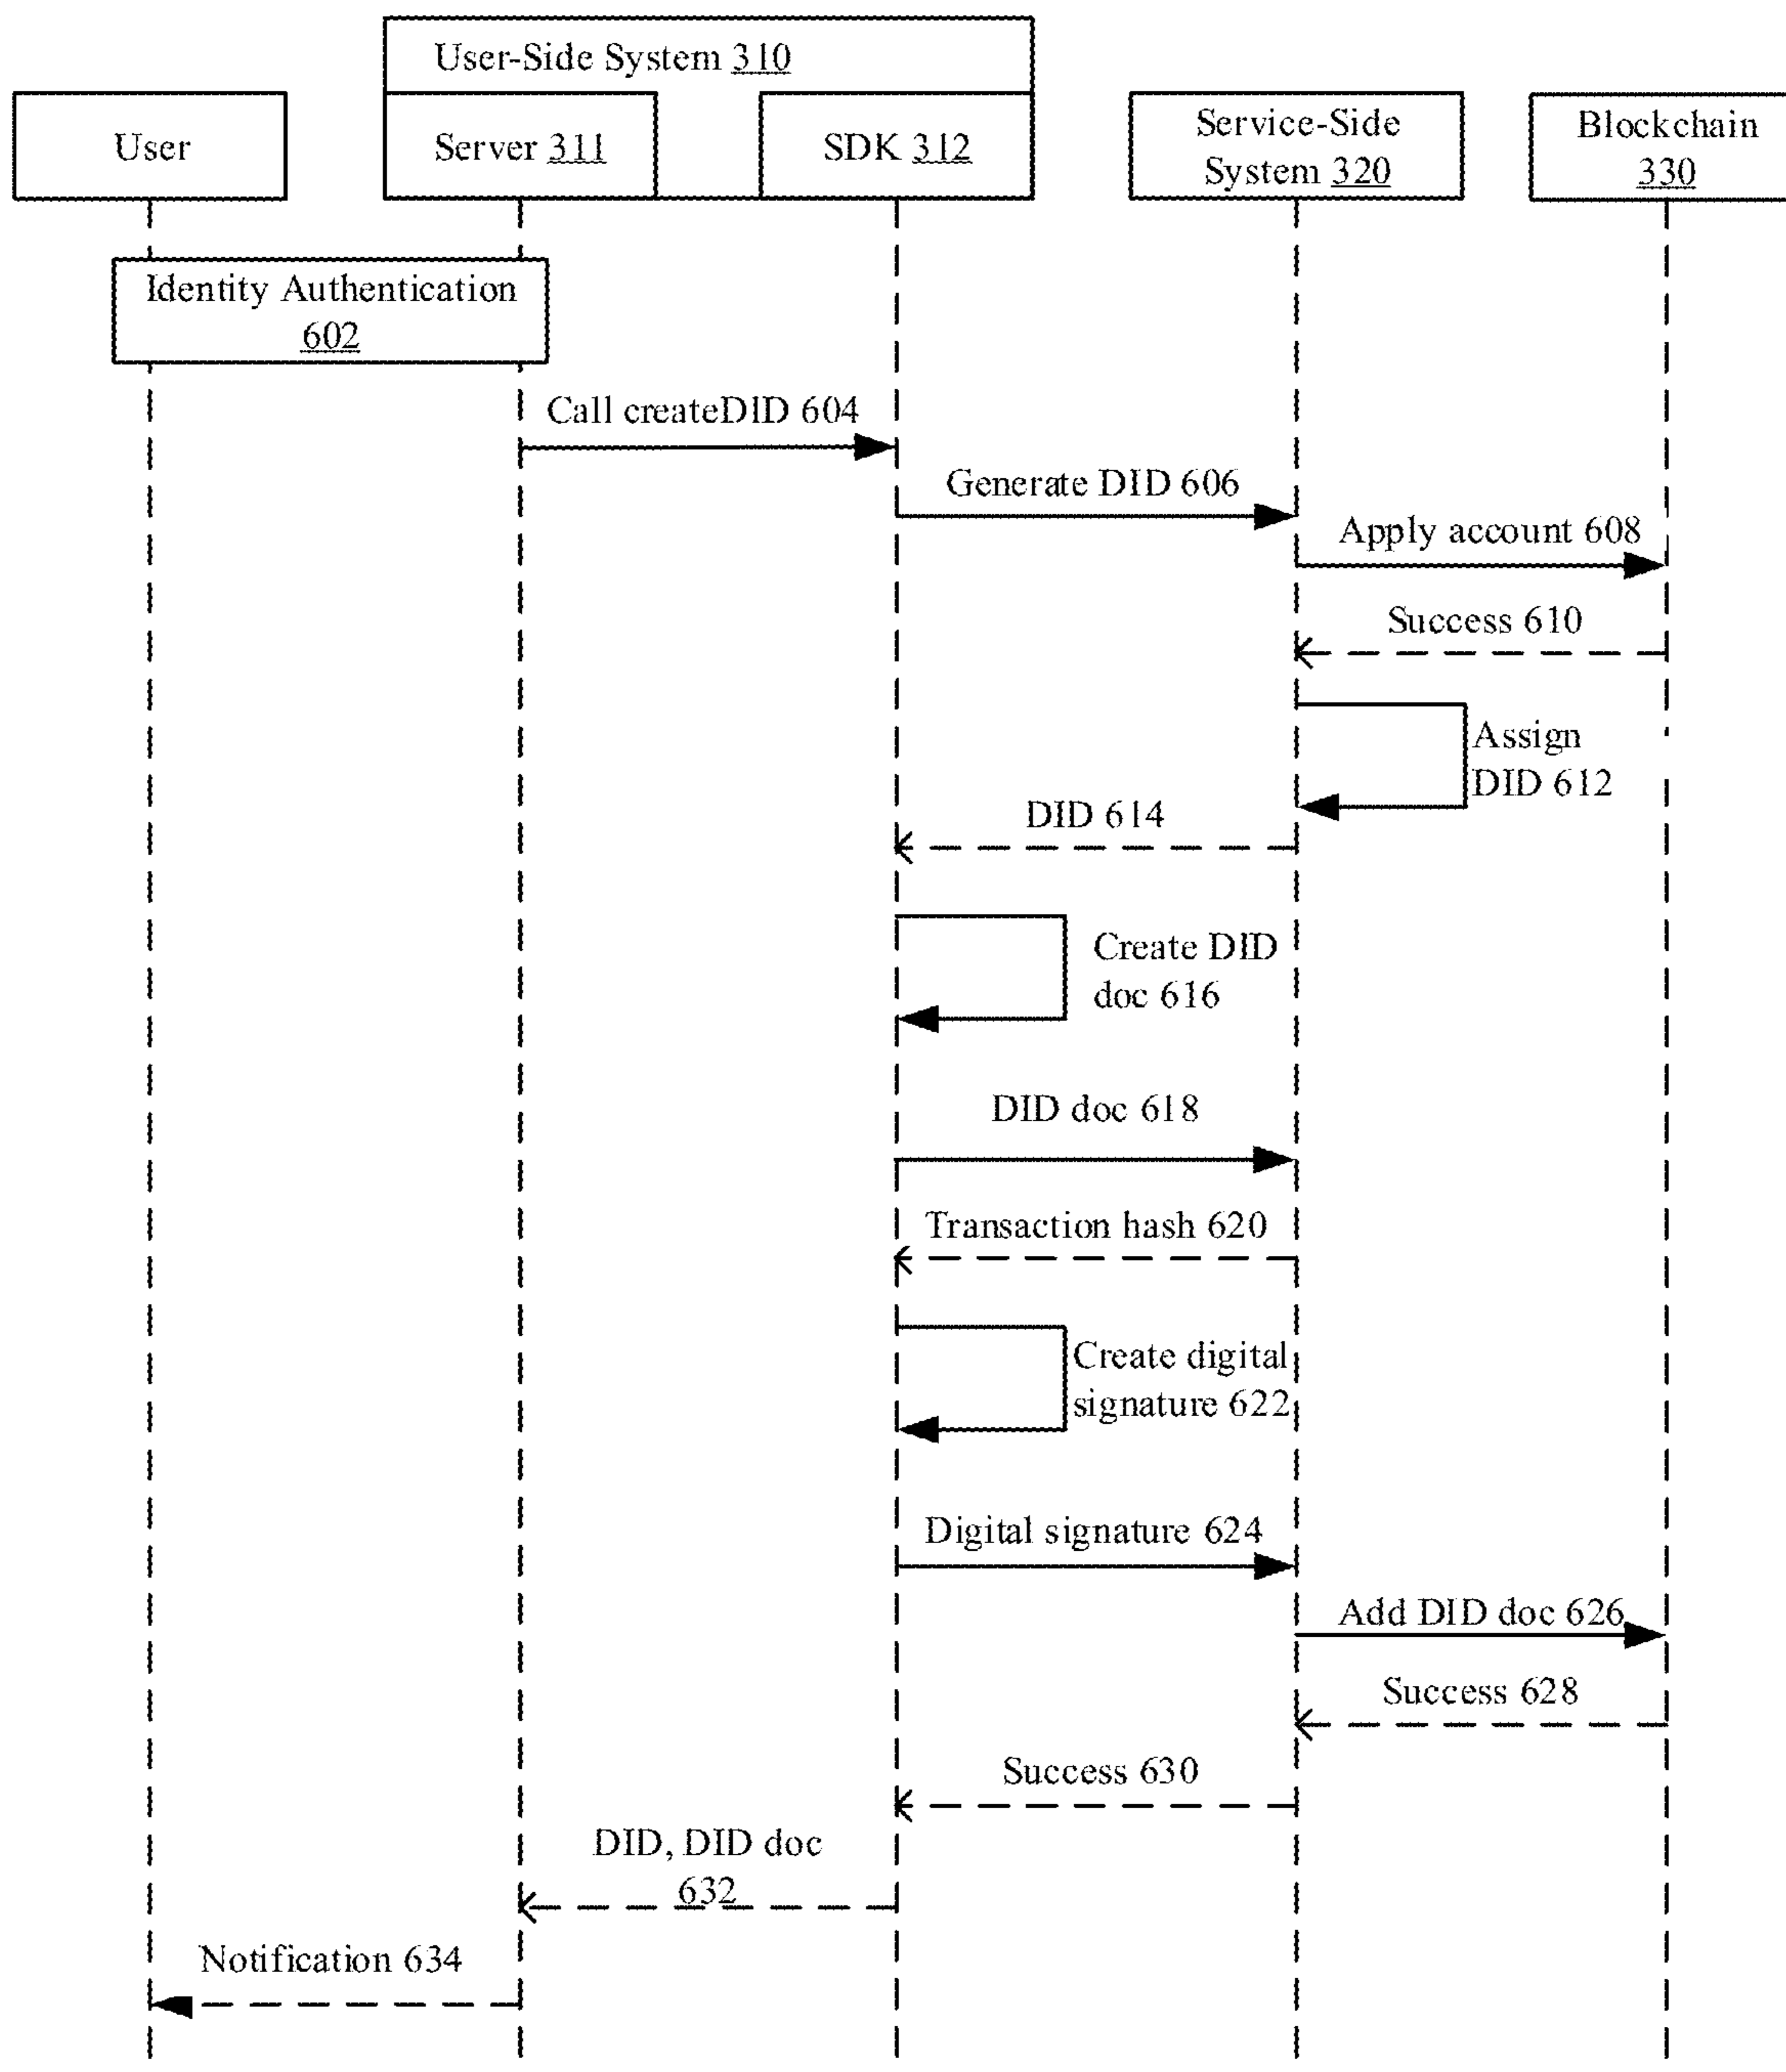 User-Side System 310
User
Server 311
SDK 312
Service-Side
System 320
Blockchain
330
Identity Authentication
602
Call createDID 604
Generate DID 606
Apply account 608
Success 610
Assign
DID 612
DID 614
Create DID
doc 616
DID doc 618
Transaction hash 620
Create digital
signature 622
Digital signature 624
Add DID doc 626
Success 628
Success 630
DID, DID doc
632
Notification 634